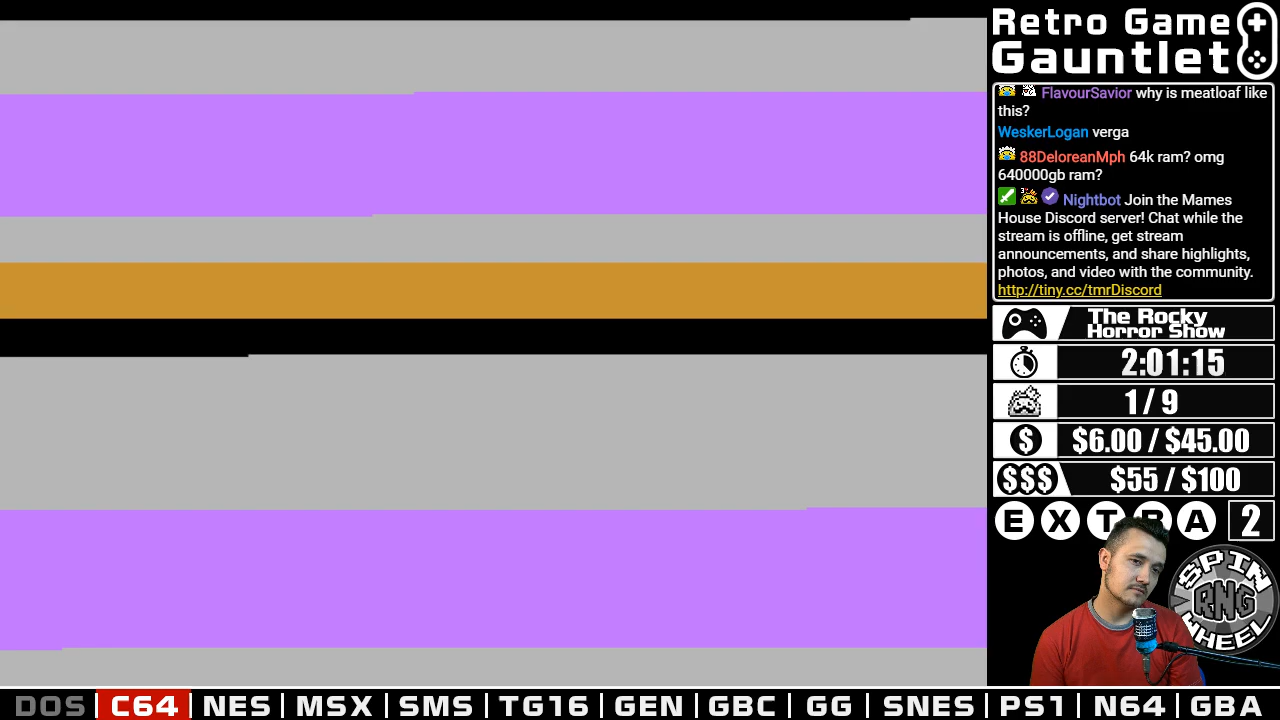 Retro Game
Gauntlet
FlavourSavior why is meatloaf like
this?
WeskerLogan verga
88DeloreanMph 64k ram? omg
640000gb ram?
Nightbot Join the Mames
House Discord server! Chat while the
stream is offline, get stream
announcements, and share highlights,
photos, and video with the community.
http://tiny.cc/tmrDiscord
The Rocky
Horror Show
2:01:15
1 / 9
$ $6.00 / $45.00
$$$ $55 / $100
E X T R A 2
SPIN
RNG
WHEEL
DOS | C64 | NES | MSX | SMS | TG16 | GEN | GBC | GG | SNES | PS1 | N64 | GBA